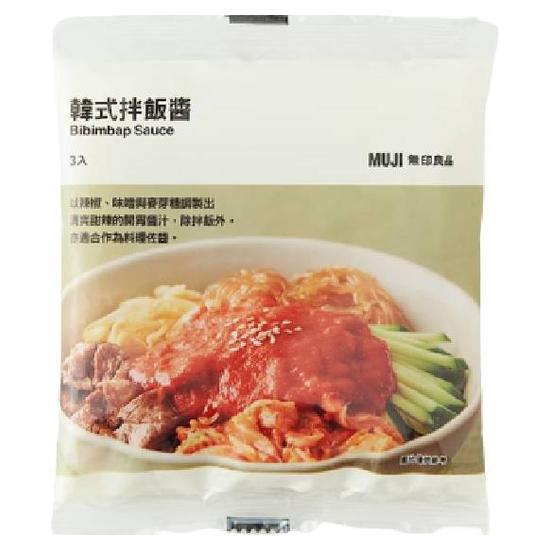 韓式拌飯醬
Bibimbap Sauce
3入
MUJI 無印良品
以辣椒、味噌與麥芽糖調製出
清爽甜辣的開胃醬汁，除拌飯外，
亦適合作為料理佐醬。